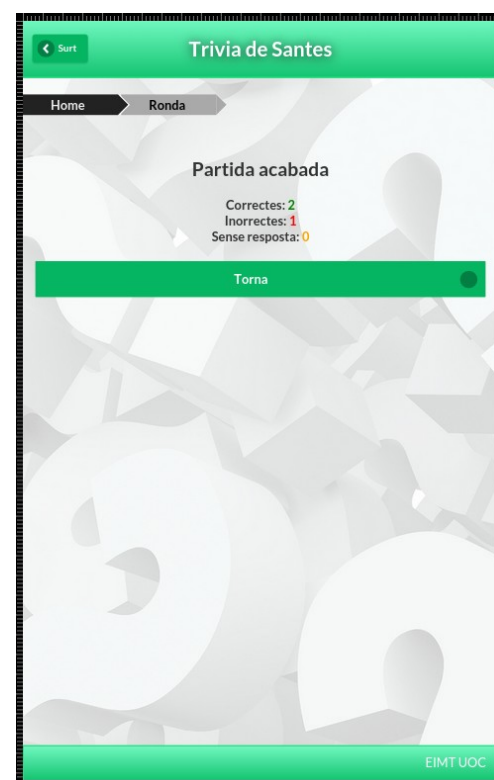 Surt
Trivia de Santes
Home
Ronda
Partida acabada
Correctes: 2
Inorrectes: 1
Sense resposta: 0
Torna
EIMT UOC